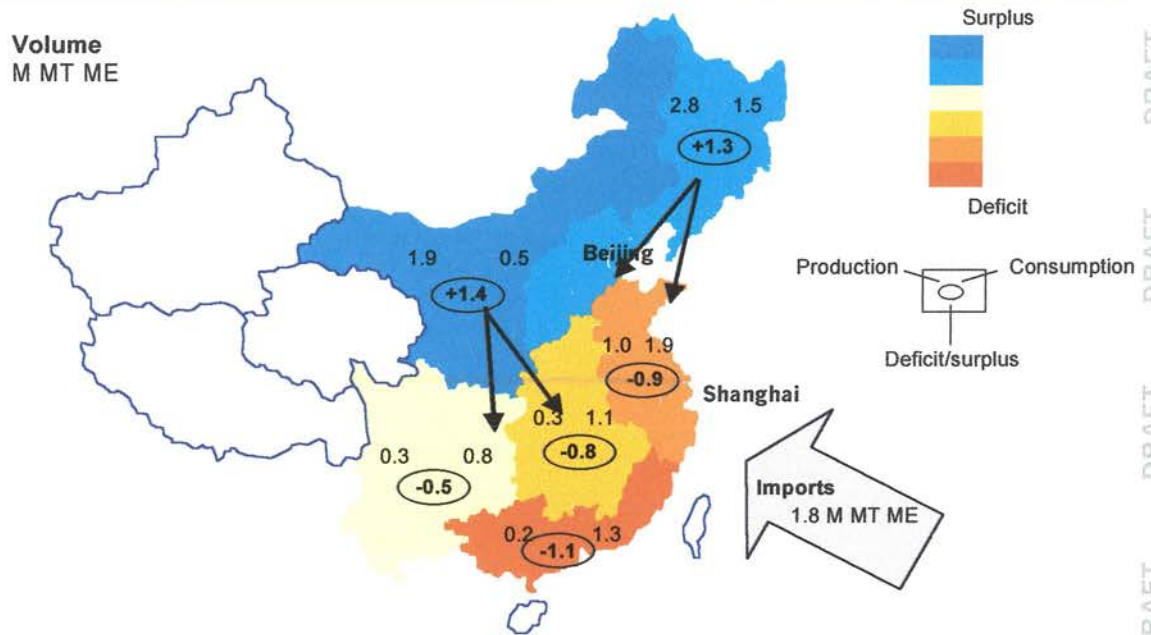 Volume
M MT ME
Surplus
Deficit
Production
Consumption
Deficit/surplus
2.8 1.5
+1.3
Beijing
1.9 0.5
+1.4
1.0 1.9
-0.9
Shanghai
0.3 1.1
-0.8
0.3 0.8
-0.5
0.2 1.3
-1.1
Imports
1.8 M MT ME
DRAFT
DRAFT
DRAFT